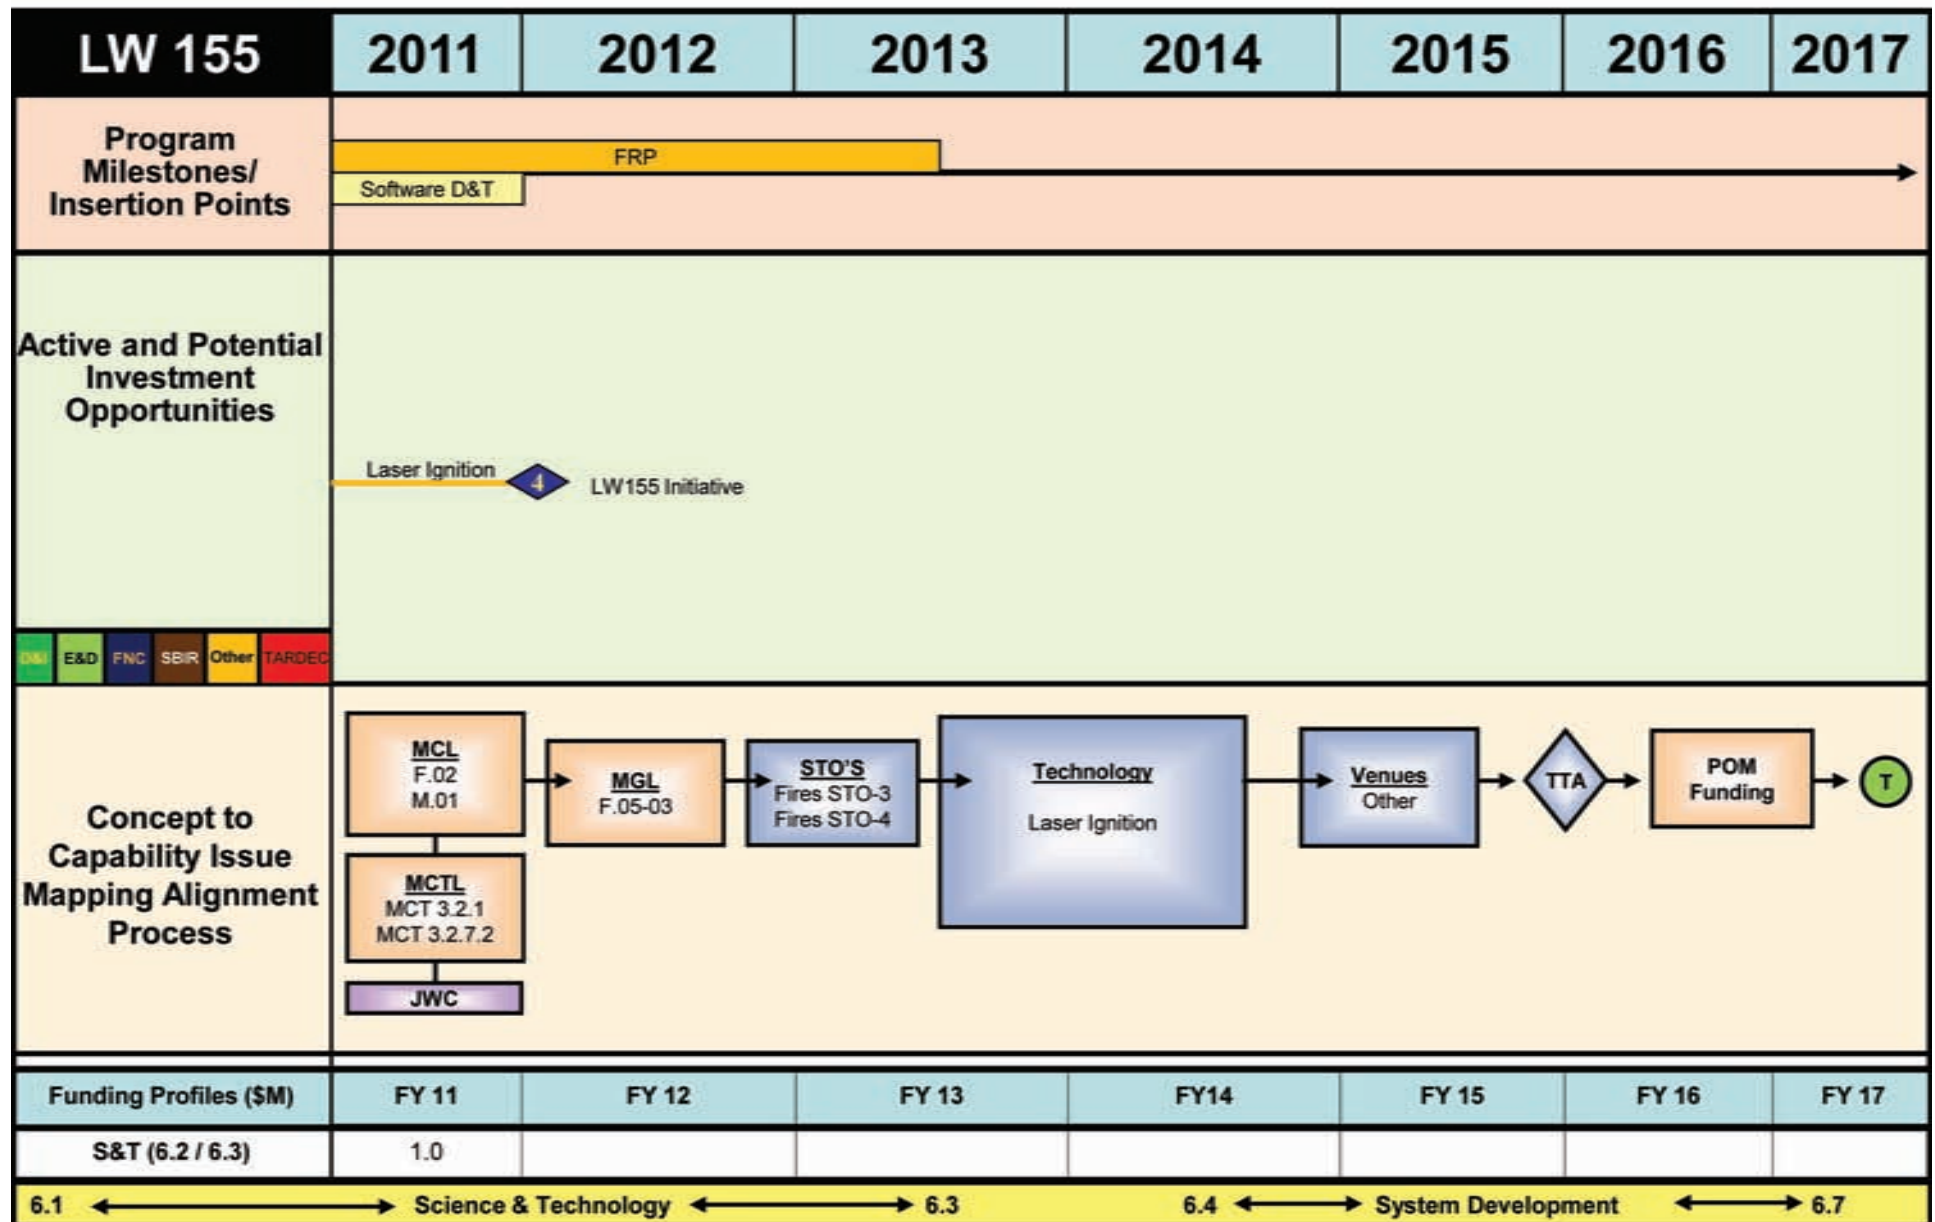 LW 155
2011
2012
2013
2014
2015
2016
2017
Program
Milestones/
Insertion Points
FRP
Software D&T
Active and Potential
Investment
Opportunities
Laser Ignition
4
LW155 Initiative
D&I
E&D
FNC
SBIR
Other
TARDEC
Concept to
Capability Issue
Mapping Alignment
Process
MCL
F.02
M.01
MCTL
MCT 3.2.1
MCT 3.2.7.2
JWC
MGL
F.05-03
STO'S
Fires STO-3
Fires STO-4
Technology
Laser Ignition
Venues
Other
TTA
POM
Funding
T
Funding Profiles ($M)
FY 11
FY 12
FY 13
FY14
FY 15
FY 16
FY 17
S&T (6.2 / 6.3)
1.0
6.1
Science & Technology
6.3
6.4
System Development
6.7